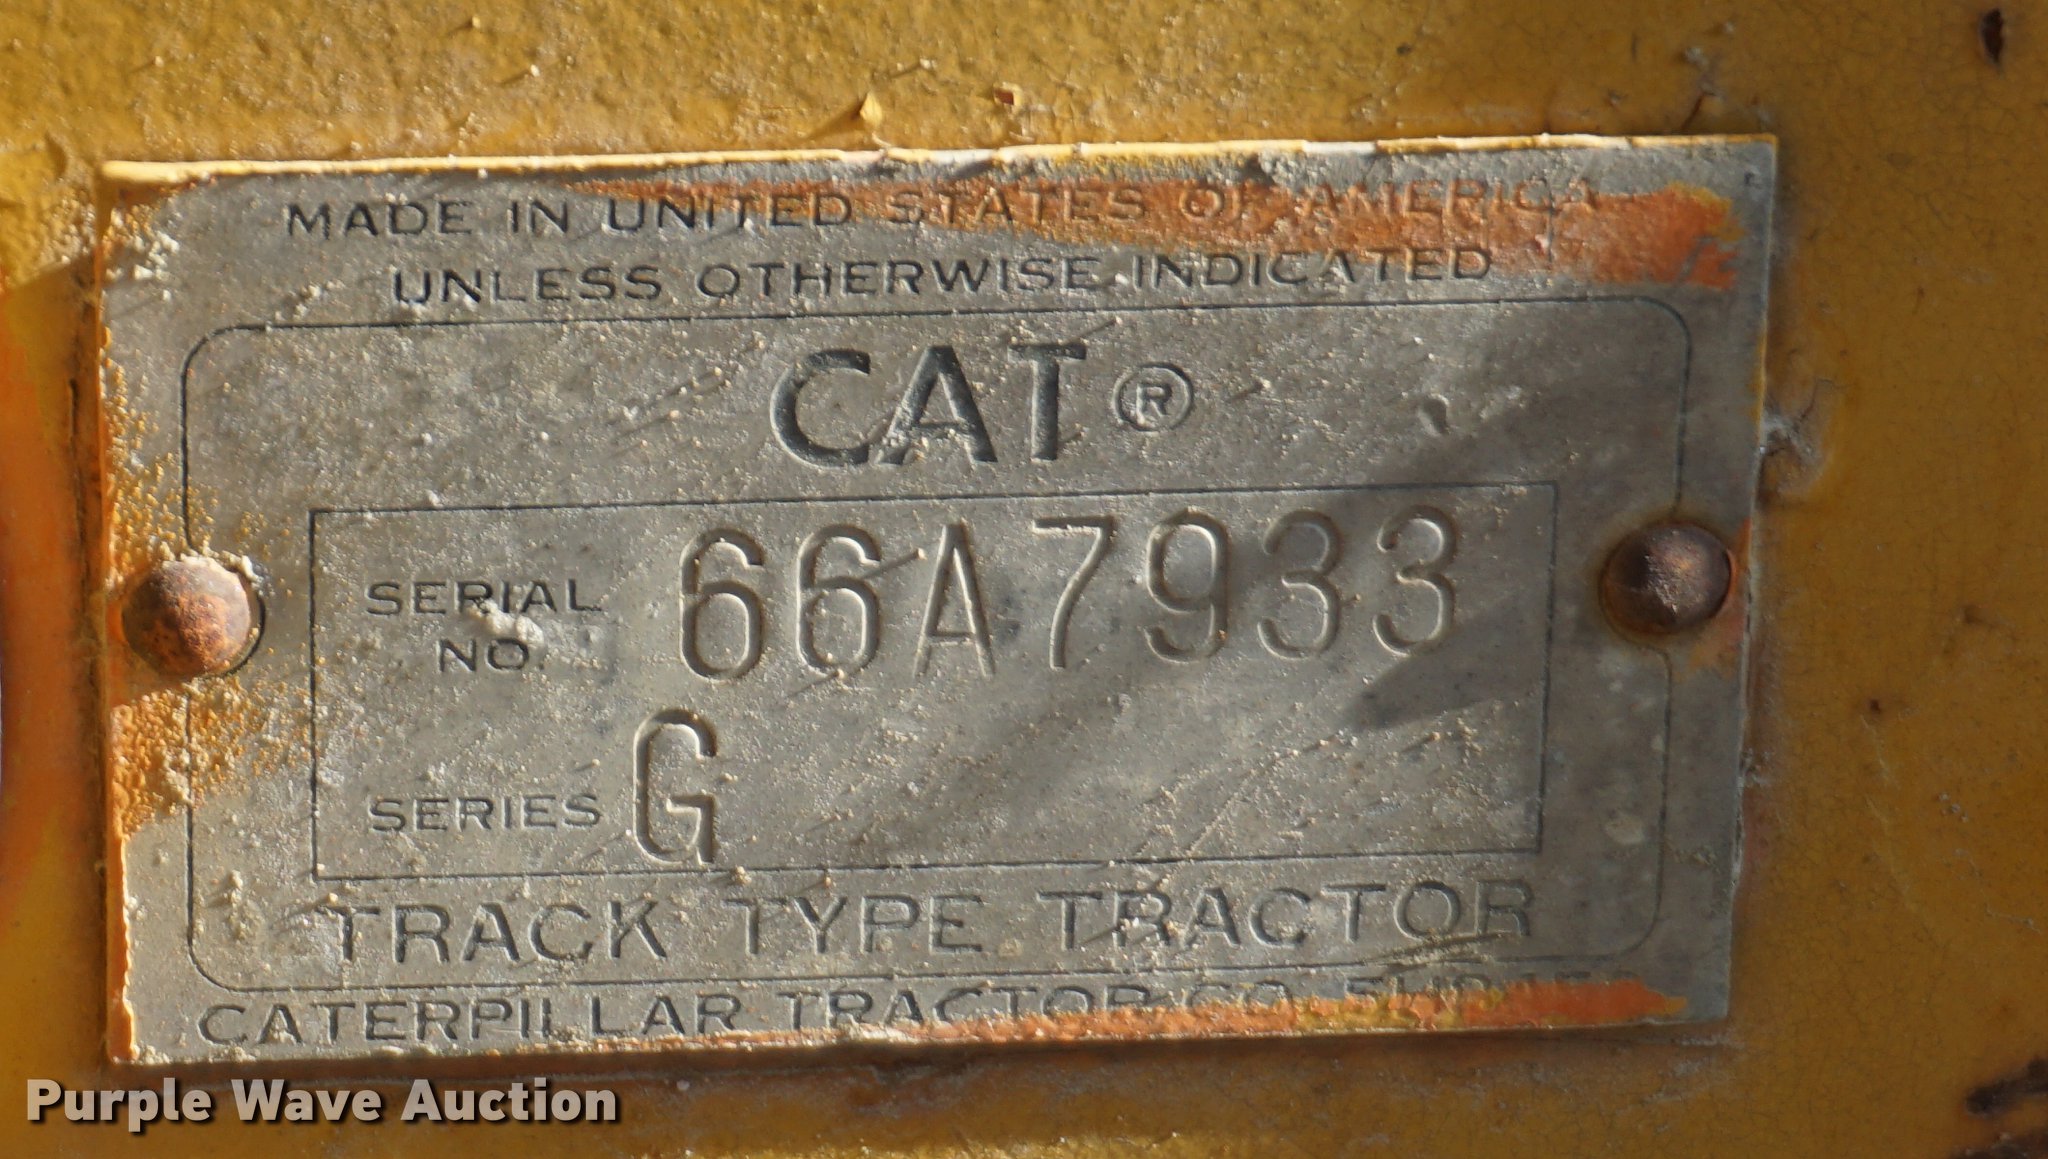 MADE IN UNITED STATES OF AMERICA
UNLESS OTHERWISE INDICATED
CAT®
SERIAL NO. 66A7933
SERIES G
TRACK TYPE TRACTOR
CATERPILLAR TRACTOR CO.
Purple Wave Auction